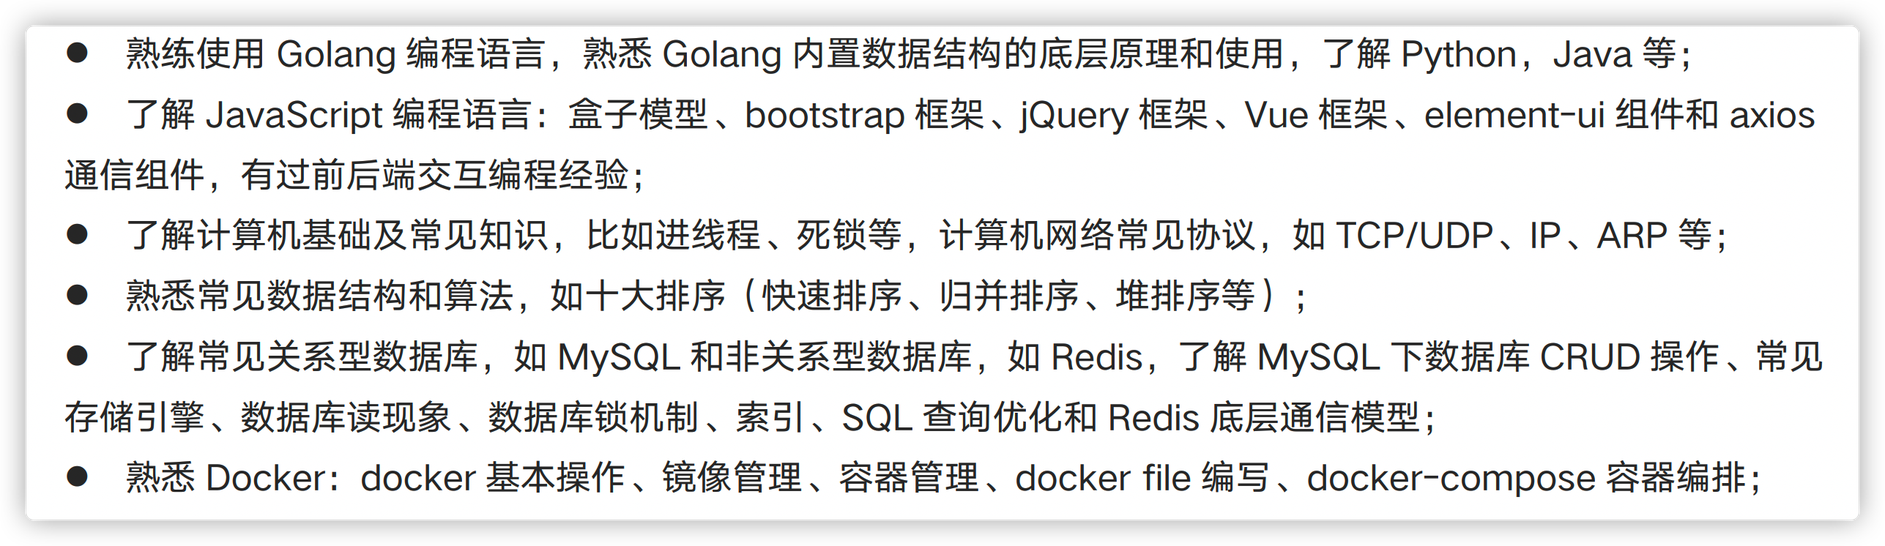 ● 熟练使用 Golang 编程语言，熟悉 Golang 内置数据结构的底层原理和使用，了解 Python，Java 等；
● 了解 JavaScript 编程语言：盒子模型、bootstrap 框架、jQuery 框架、Vue 框架、element-ui 组件和 axios
通信组件，有过前后端交互编程经验；
● 了解计算机基础及常见知识，比如进线程、死锁等，计算机网络常见协议，如 TCP/UDP、IP、ARP 等；
● 熟悉常见数据结构和算法，如十大排序（快速排序、归并排序、堆排序等）；
● 了解常见关系型数据库，如 MySQL 和非关系型数据库，如 Redis，了解 MySQL 下数据库 CRUD 操作、常见
存储引擎、数据库读现象、数据库锁机制、索引、SQL 查询优化和 Redis 底层通信模型；
● 熟悉 Docker：docker 基本操作、镜像管理、容器管理、docker file 编写、docker-compose 容器编排；